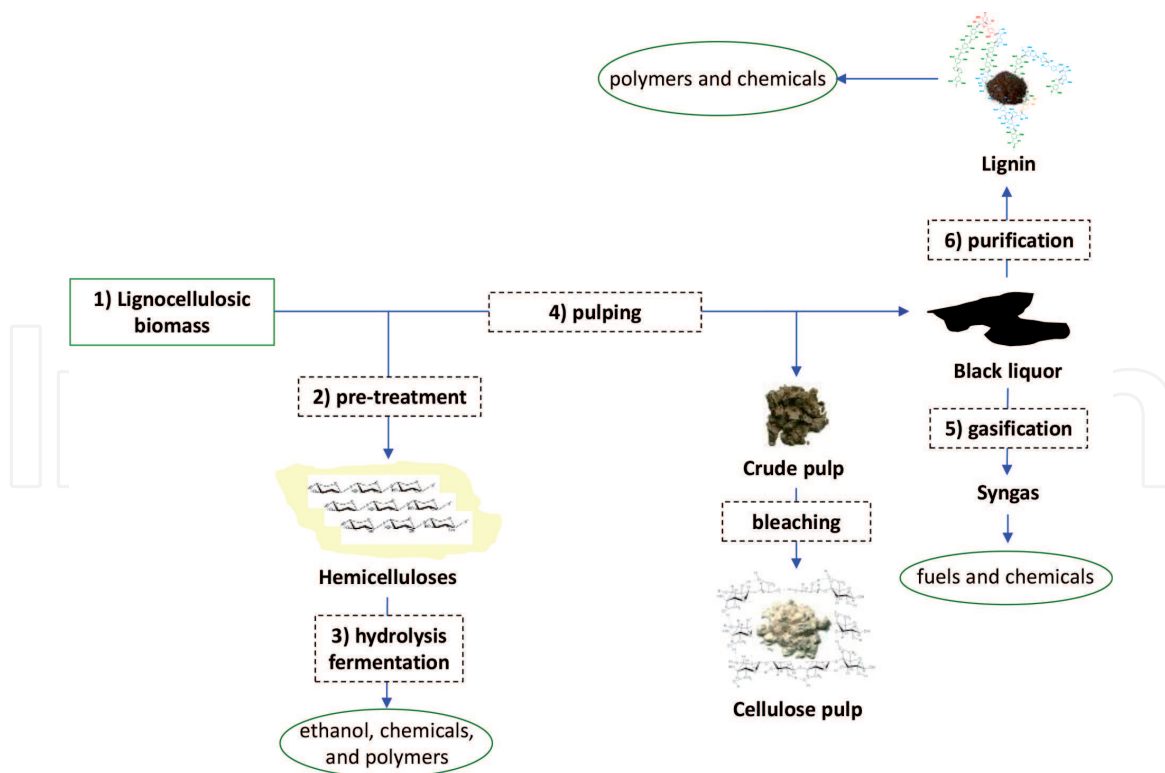 polymers and chemicals
Lignin
6) purification
1) Lignocellulosic
biomass
4) pulping
Black liquor
2) pre-treatment
5) gasification
Crude pulp
Syngas
bleaching
Hemicelluloses
fuels and chemicals
3) hydrolysis
fermentation
Cellulose pulp
ethanol, chemicals,
and polymers